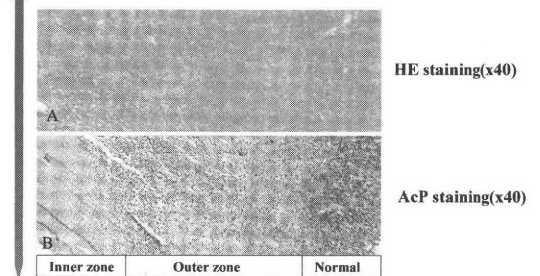 HE staining(x40)
A
AcP staining(x40)
B
Inner zone Outer zone Normal